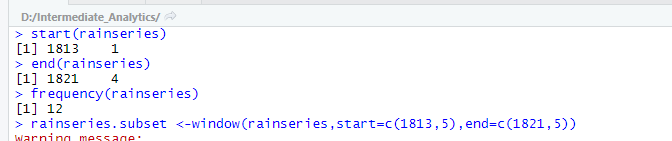 D:/Intermediate_Analytics/
> start(rainseries)
[1] 1813    1
> end(rainseries)
[1] 1821    4
> frequency(rainseries)
[1] 12
> rainseries.subset <-window(rainseries,start=c(1813,5),end=c(1821,5))
Warning message: